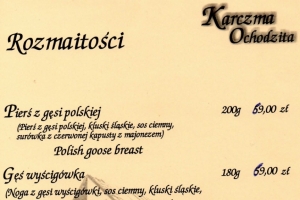 Karczma
Ochodzita
Rozmaitości
Pierś z gęsi polskiej 200g 59,00 zł
(Pierś z gęsi polskiej, kluski śląskie, sos ciemny,
surówka z czerwonej kapusty z majonezem)
Polish goose breast
Gęś wyścigówka 180g 69,00 zł
(Noga z gęsi wyścigówki, sos ciemny, kluski śląskie,